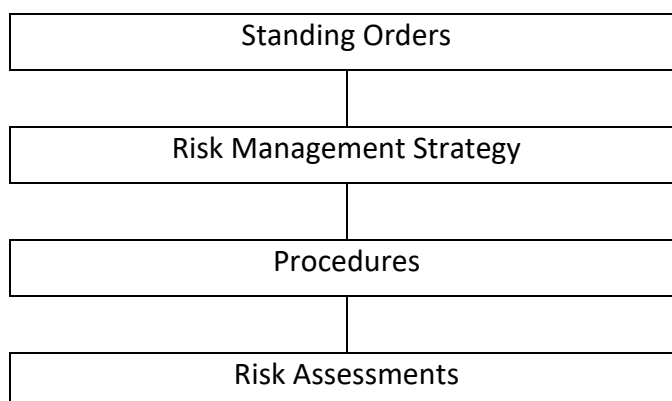 Standing Orders
Risk Management Strategy
Procedures
Risk Assessments